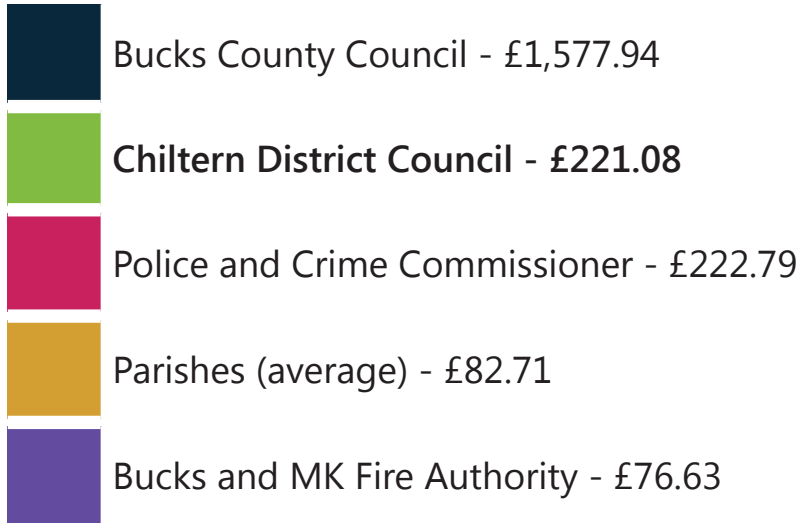 Bucks County Council - £1,577.94
Chiltern District Council - £221.08
Police and Crime Commissioner - £222.79
Parishes (average) - £82.71
Bucks and MK Fire Authority - £76.63